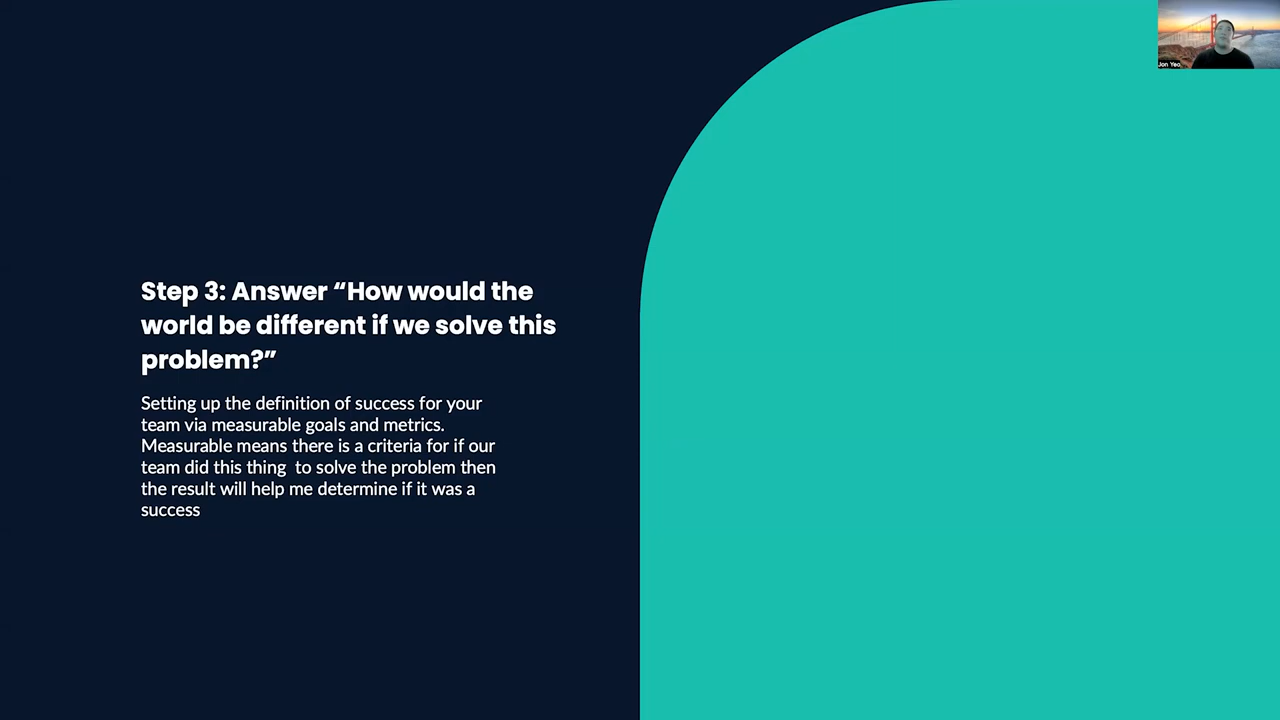 Jon Yeo
Step 3: Answer “How would the
world be different if we solve this
problem?”
Setting up the definition of success for your
team via measurable goals and metrics.
Measurable means there is a criteria for if our
team did this thing  to solve the problem then
the result will help me determine if it was a
success